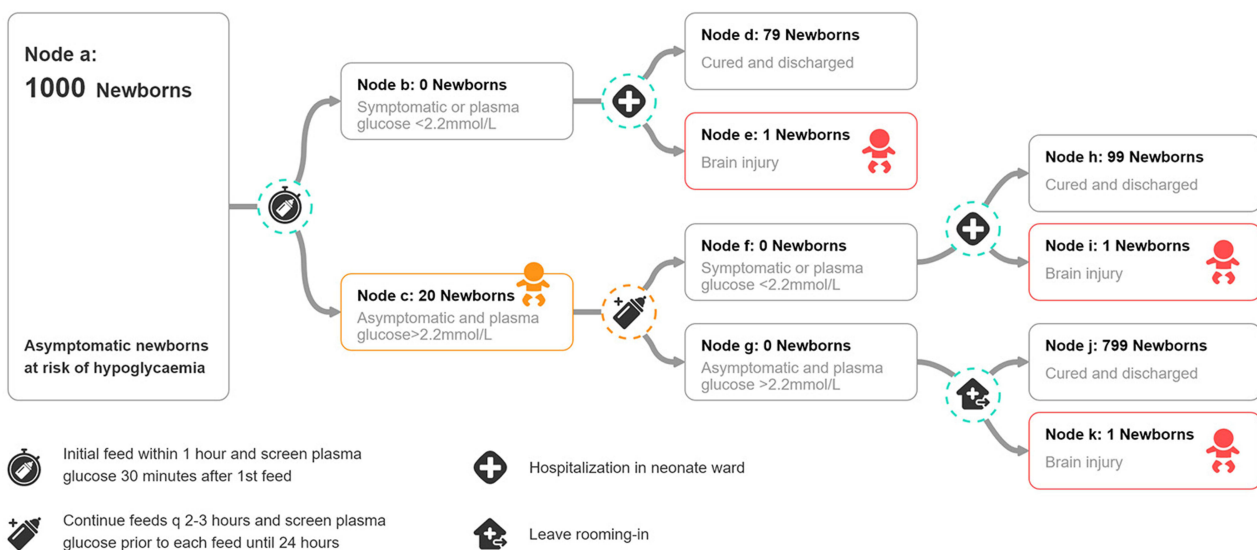 Node a:
1000 Newborns
Asymptomatic newborns
at risk of hypoglycaemia
Node b: 0 Newborns
Symptomatic or plasma
glucose <2.2mmol/L
Node c: 20 Newborns
Asymptomatic and plasma
glucose>2.2mmol/L
Node d: 79 Newborns
Cured and discharged
Node e: 1 Newborns
Brain injury
Node f: 0 Newborns
Symptomatic or plasma
glucose <2.2mmol/L
Node g: 0 Newborns
Asymptomatic and plasma
glucose >2.2mmol/L
Node h: 99 Newborns
Cured and discharged
Node i: 1 Newborns
Brain injury
Node j: 799 Newborns
Cured and discharged
Node k: 1 Newborns
Brain injury
Initial feed within 1 hour and screen plasma
glucose 30 minutes after 1st feed
Continue feeds q 2-3 hours and screen plasma
glucose prior to each feed until 24 hours
Hospitalization in neonate ward
Leave rooming-in